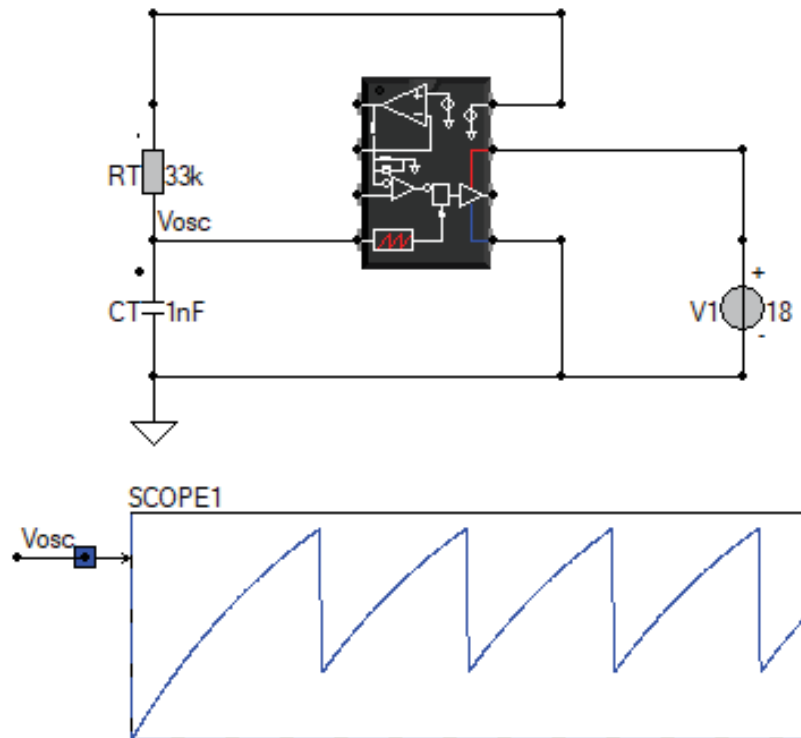 RT 33k
Vosc
CT 1nF
V1 + 18
-
SCOPE1
Vosc